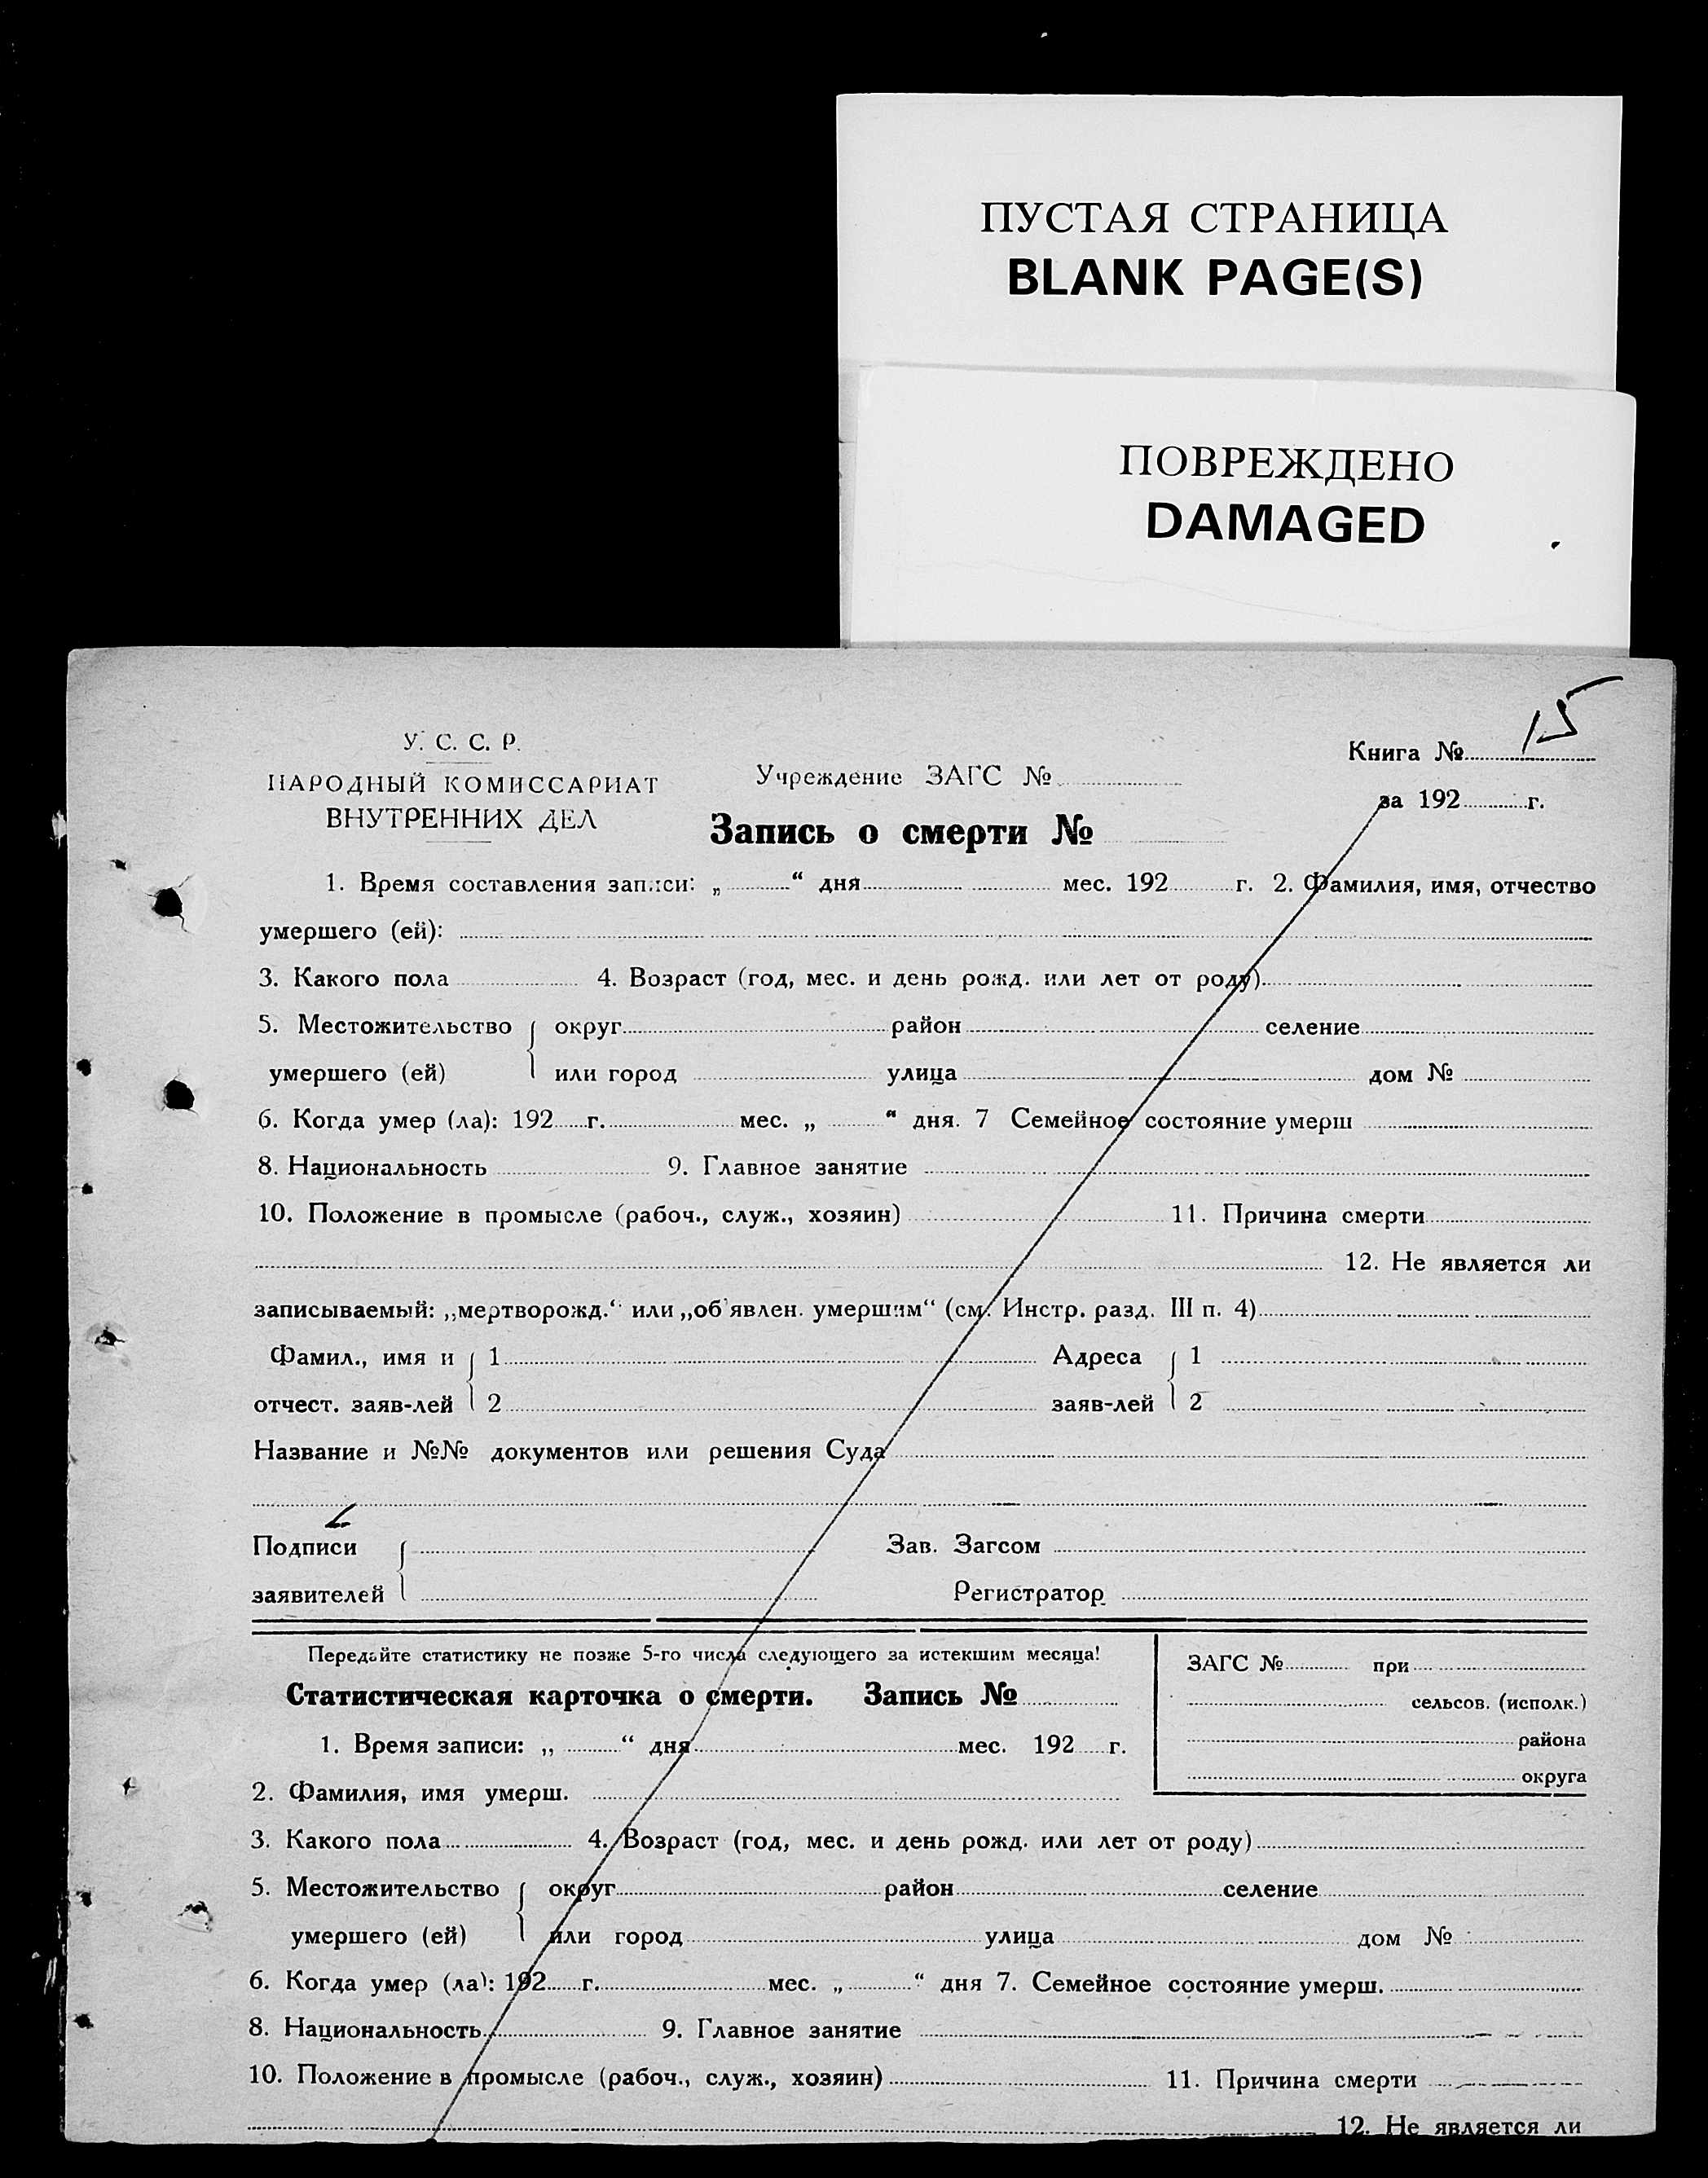 ПУСТАЯ СТРАНИЦА
BLANK PAGE(S)
ПОВРЕЖДЕНО
DAMAGED
15
У. С. С. Р.
НАРОДНЫЙ КОМИССАРИАТ
ВНУТРЕННИХ ДЕЛ
Учреждение ЗАГС №
Книга №
за 192 г.
Запись о смерти №
1. Время составления записи: „ “ дня мес. 192 г. 2. Фамилия, имя, отчество
умершего (ей):
3. Какого пола 4. Возраст (год, мес. и день рожд. или лет от роду)
5. Местожительство округ район селение
умершего (ей) или город улица дом №
6. Когда умер (ла): 192 г. мес. „ “ дня. 7 Семейное состояние умерш
8. Национальность 9. Главное занятие
10. Положение в промысле (рабоч., служ., хозяин) 11. Причина смерти
12. Не является ли
записываемый: „мертворожд.“ или „об'явлен. умершим“ (см. Инстр. разд. III п. 4)
Фамил., имя и 1 Адреса 1
отчест. заяв-лей 2 заяв-лей 2
Название и №№ документов или решения Суда
Подписи Зав. Загсом
заявителей Регистратор
Передайте статистику не позже 5-го числа следующего за истекшим месяца!
ЗАГС № при
Статистическая карточка о смерти. Запись №
сельсов. (исполк.)
1. Время записи: „ “ дня мес. 192 г.
района
округа
2. Фамилия, имя умерш.
3. Какого пола 4. Возраст (год, мес. и день рожд. или лет от роду)
5. Местожительство округ район селение
умершего (ей) или город улица дом №
6. Когда умер (ла): 192 г. мес. „ “ дня 7. Семейное состояние умерш.
8. Национальность 9. Главное занятие
10. Положение в промысле (рабоч., служ., хозяин) 11. Причина смерти
12. Не является ли